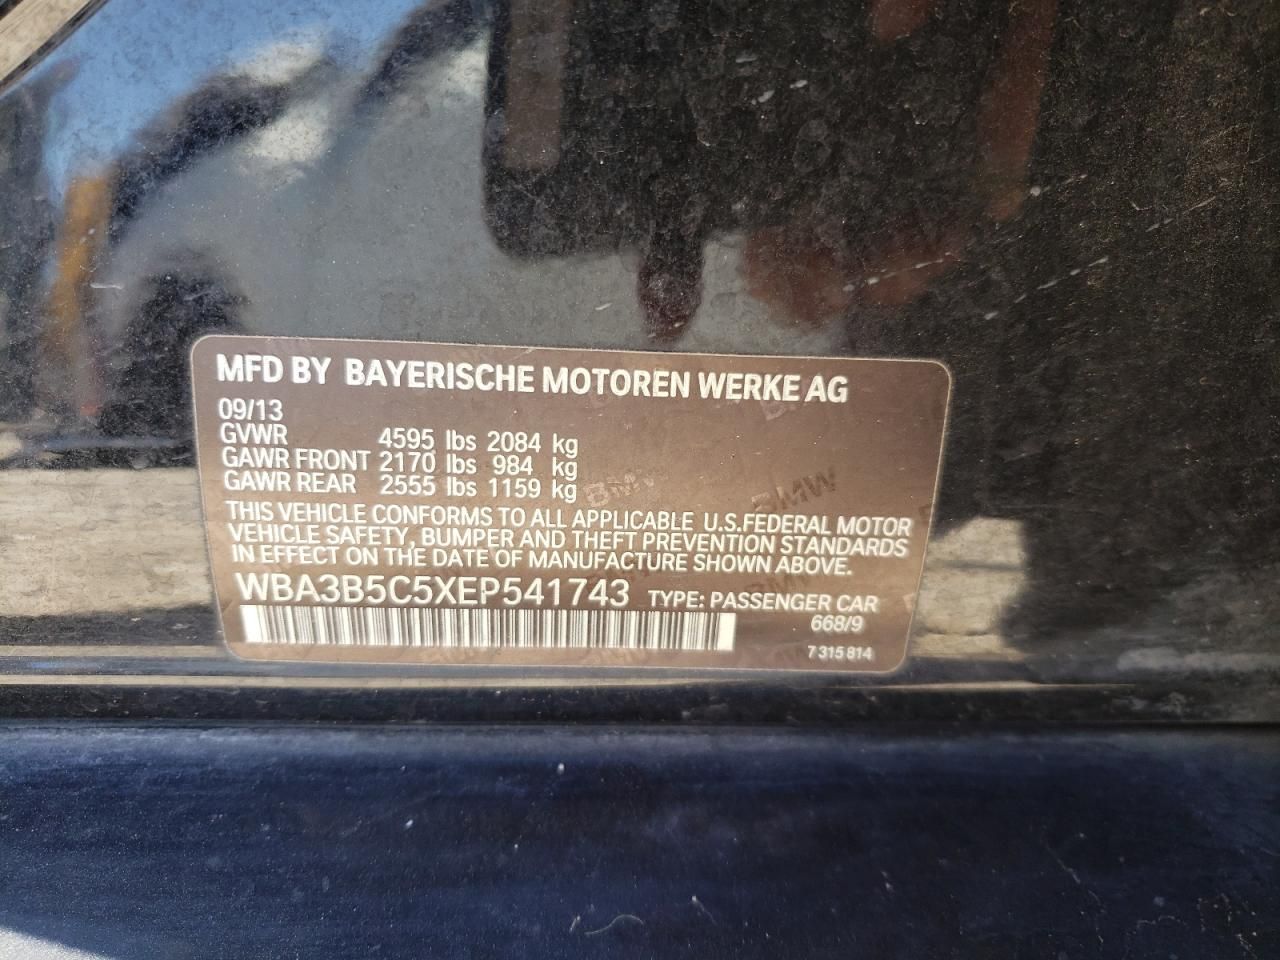 MFD BY BAYERISCHE MOTOREN WERKE AG
09/13
GVWR 4595 lbs 2084 kg
GAWR FRONT 2170 lbs 984 kg
GAWR REAR 2555 lbs 1159 kg
THIS VEHICLE CONFORMS TO ALL APPLICABLE U.S.FEDERAL MOTOR
VEHICLE SAFETY, BUMPER AND THEFT PREVENTION STANDARDS
IN EFFECT ON THE DATE OF MANUFACTURE SHOWN ABOVE.
WBA3B5C5XEP541743 TYPE: PASSENGER CAR
668/9
7 315 814
BMW
BMW